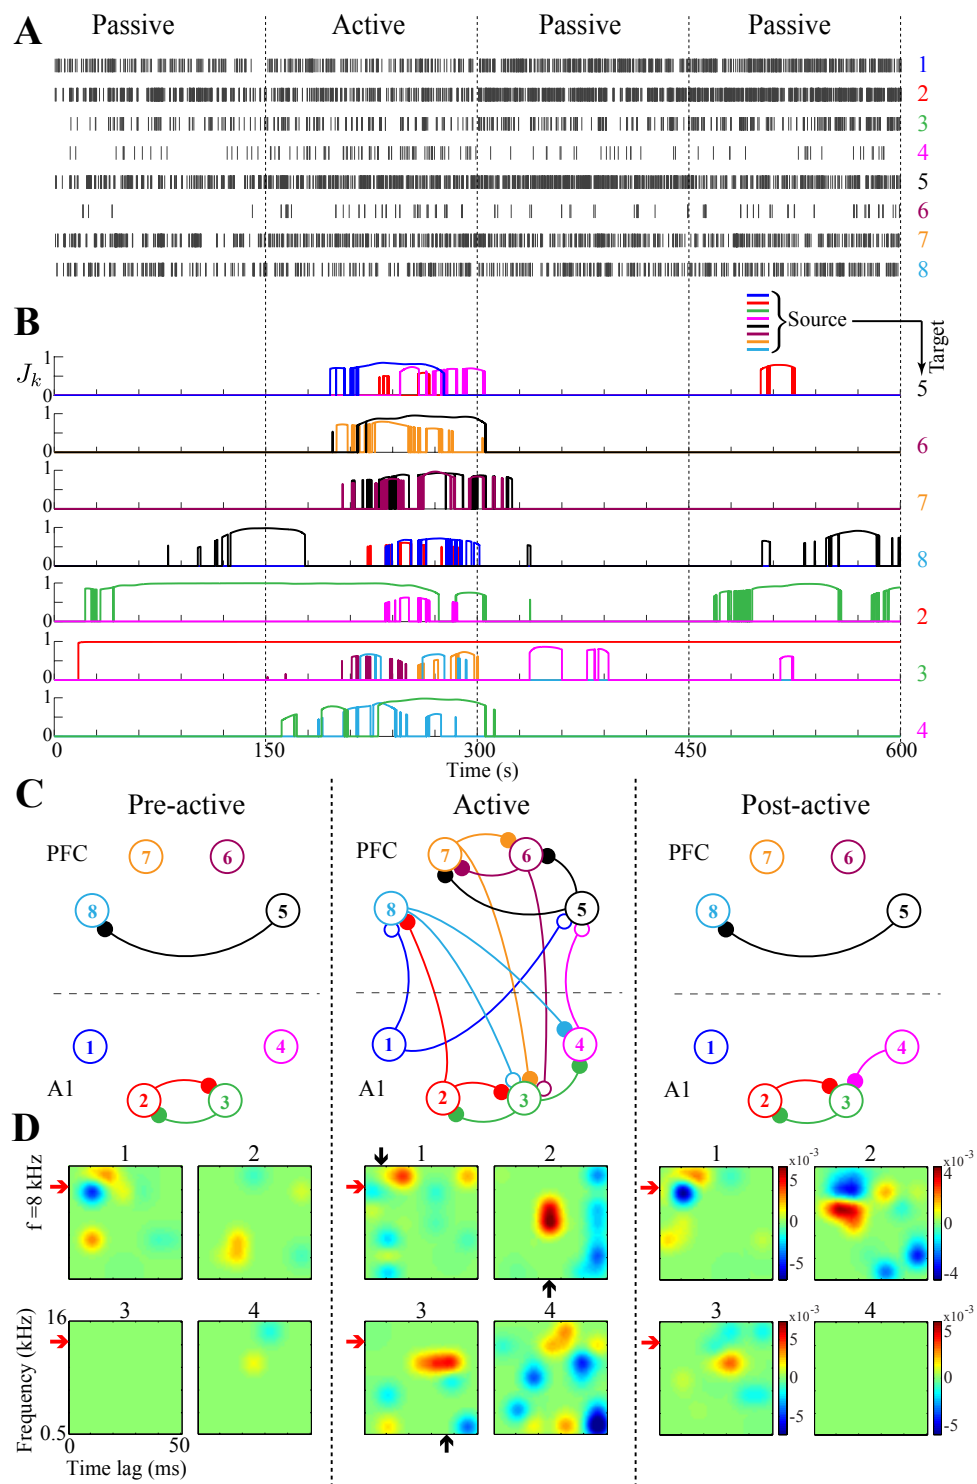 A Passive Active Passive Passive
1
2
3
4
5
6
7
8
B
Source
Target
J_k 1 0 5
1 0 6
1 0 7
1 0 8
1 0 2
1 0 3
1 0 4
0 150 300 450 600
Time (s)
C Pre-active Active Post-active
PFC 7 6 PFC 7 6 PFC 7 6
8 5 8 5 8 5
1 4 1 4 1 4
A1 2 3 A1 2 3 A1 2 3
D
1 2 1 2 1 2
f =8 kHz
x10⁻³ 5 0 -5
x10⁻³ 4 0 -4
3 4 3 4 3 4
Frequency (kHz)
16 0.5
0 50
Time lag (ms)
x10⁻³ 5 0 -5
x10⁻³ 5 0 -5